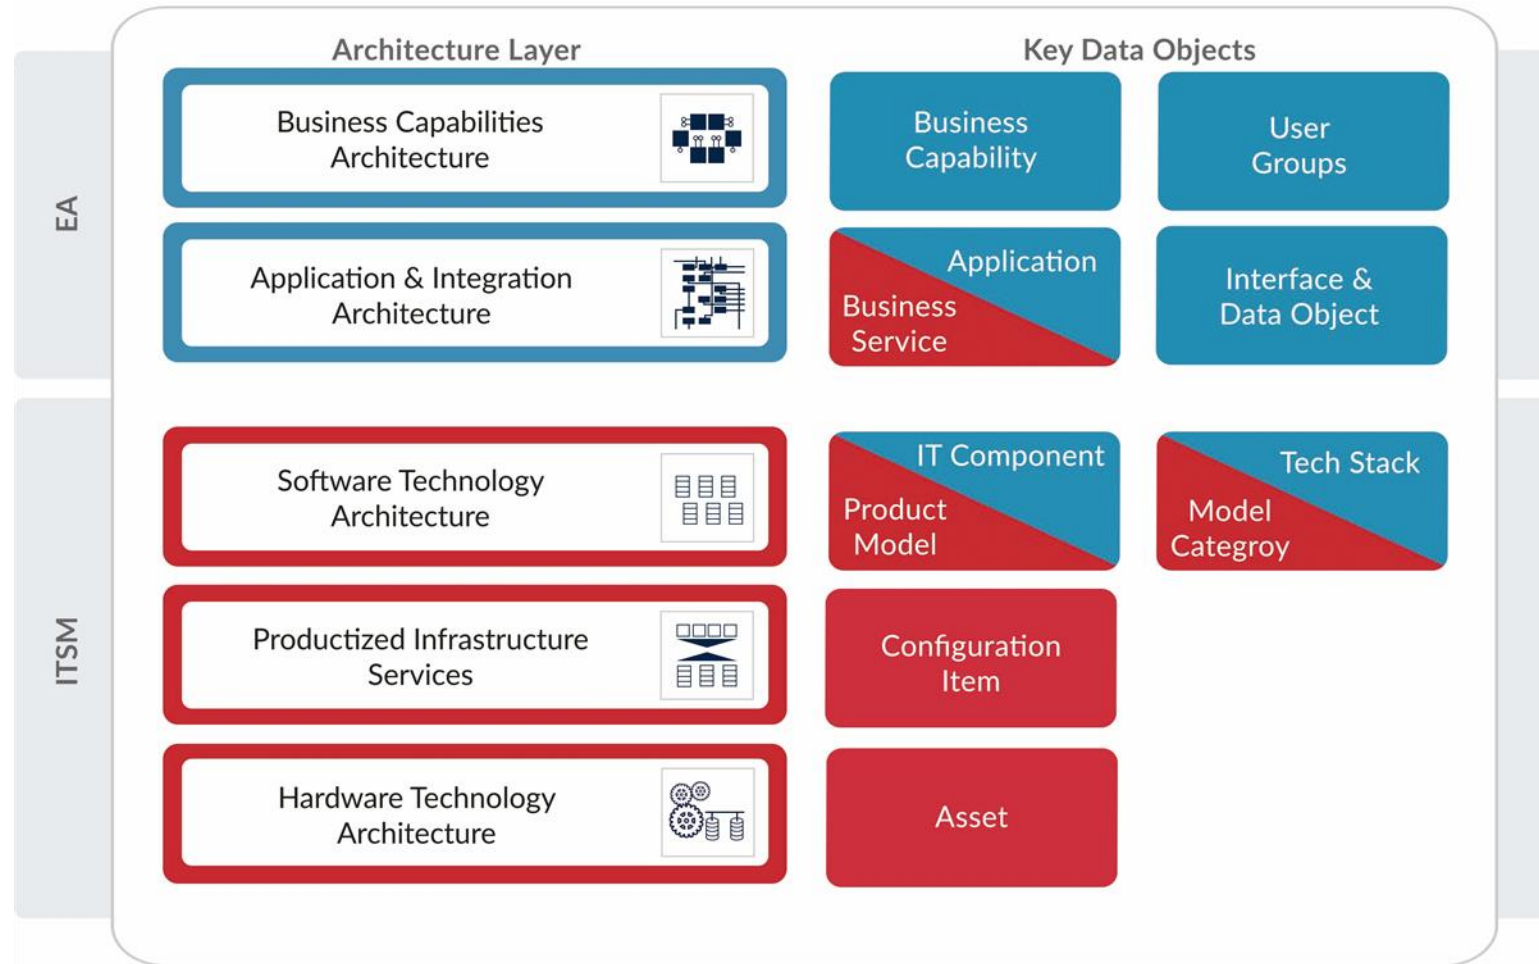 Architecture Layer
Key Data Objects
EA
Business Capabilities
Architecture
Business
Capability
User
Groups
Application & Integration
Architecture
Application
Business
Service
Interface &
Data Object
ITSM
Software Technology
Architecture
IT Component
Product
Model
Tech Stack
Model
Categroy
Productized Infrastructure
Services
Configuration
Item
Hardware Technology
Architecture
Asset